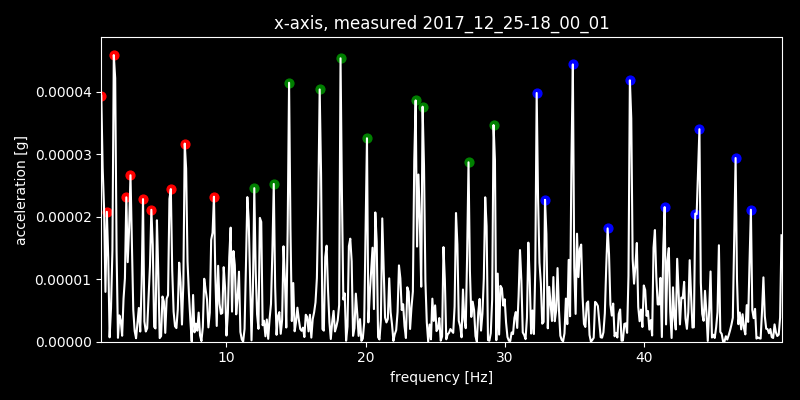 x-axis, measured 2017_12_25-18_00_01
acceleration [g]
0.00004
0.00003
0.00002
0.00001
0.00000
10 20 30 40
frequency [Hz]